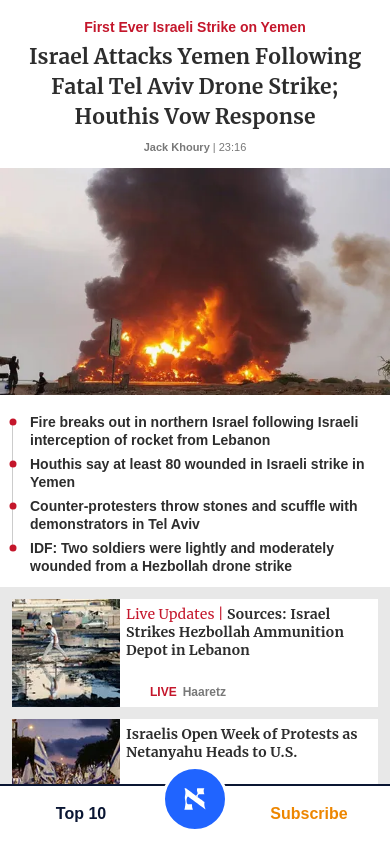 First Ever Israeli Strike on Yemen
Israel Attacks Yemen Following
Fatal Tel Aviv Drone Strike;
Houthis Vow Response
Jack Khoury | 23:16
Fire breaks out in northern Israel following Israeli
interception of rocket from Lebanon
Houthis say at least 80 wounded in Israeli strike in
Yemen
Counter-protesters throw stones and scuffle with
demonstrators in Tel Aviv
IDF: Two soldiers were lightly and moderately
wounded from a Hezbollah drone strike
Live Updates | Sources: Israel
Strikes Hezbollah Ammunition
Depot in Lebanon
LIVE Haaretz
Israelis Open Week of Protests as
Netanyahu Heads to U.S.
Top 10
Subscribe